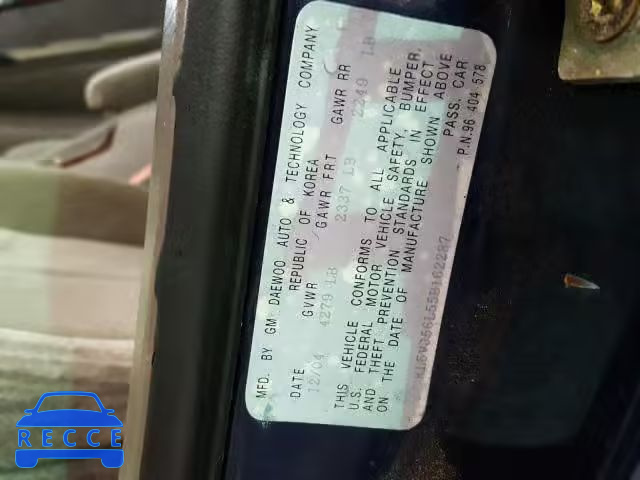 MFD. BY GM DAEWOO AUTO & TECHNOLOGY COMPANY
REPUBLIC OF KOREA
DATE GVWR GAWR FRT GAWR RR
12/04 4279 LB 2337 LB 2249 LB
THIS VEHICLE CONFORMS TO ALL APPLICABLE
U.S. FEDERAL MOTOR VEHICLE SAFETY, BUMPER,
AND THEFT PREVENTION STANDARDS IN EFFECT
ON THE DATE OF MANUFACTURE SHOWN ABOVE
PASS. CAR
P.N.96 404 578
RECCE